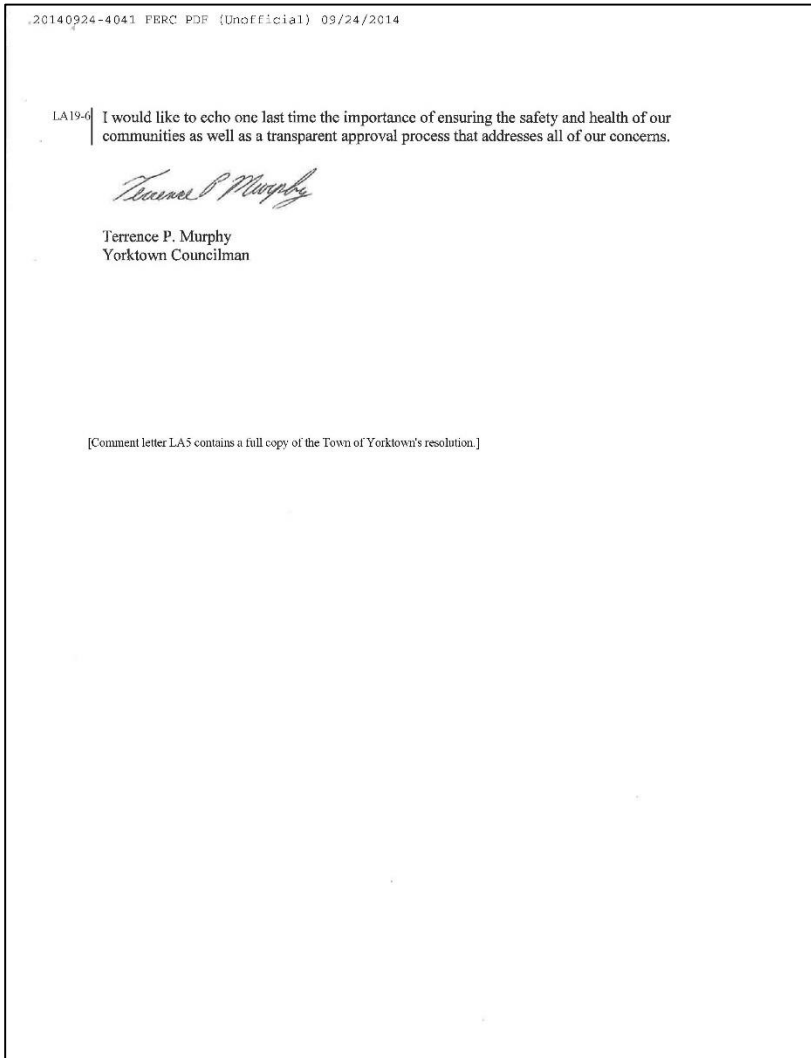 20140924-4041 FERC PDF (Unofficial) 09/24/2014
LA19-6 I would like to echo one last time the importance of ensuring the safety and health of our
communities as well as a transparent approval process that addresses all of our concerns.
Terrence P Murphy
Terrence P. Murphy
Yorktown Councilman
[Comment letter LA5 contains a full copy of the Town of Yorktown's resolution.]